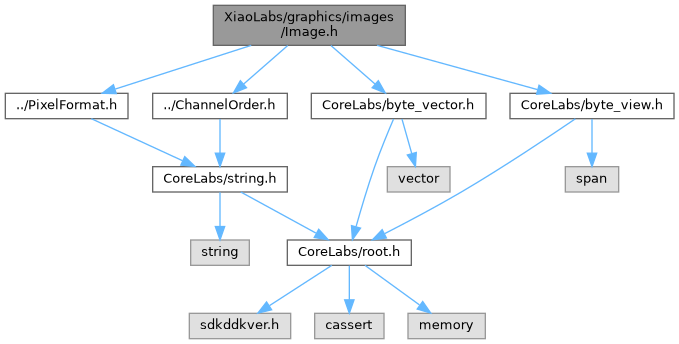 XiaoLabs/graphics/images
/Image.h
../PixelFormat.h
../ChannelOrder.h
CoreLabs/byte_vector.h
CoreLabs/byte_view.h
CoreLabs/string.h
vector
span
string
CoreLabs/root.h
sdkddkver.h
cassert
memory